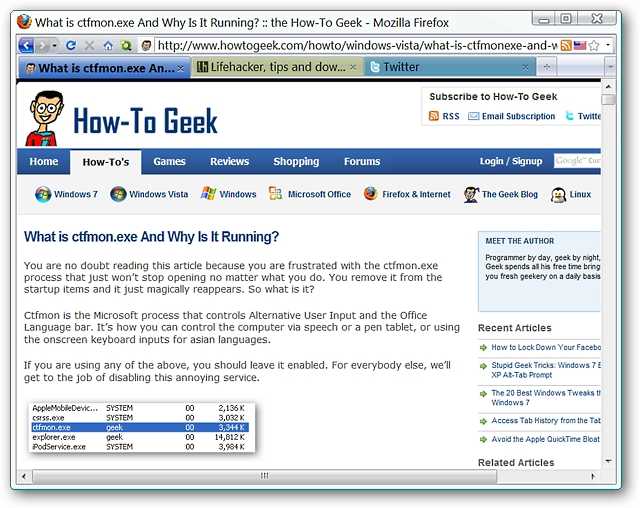 What is ctfmon.exe And Why Is It Running? :: the How-To Geek - Mozilla Firefox
http://www.howtogeek.com/howto/windows-vista/what-is-ctfmonexe-and-w
What is ctfmon.exe An...
Lifehacker, tips and dow...
Twitter
How-To Geek
Subscribe to How-To Geek
RSS Email Subscription Twitte
Home How-To's Games Reviews Shopping Forums Login / Signup Google
Windows 7 Windows Vista Windows Microsoft Office Firefox & Internet The Geek Blog Linux
What is ctfmon.exe And Why Is It Running?
You are no doubt reading this article because you are frustrated with the ctfmon.exe
process that just won't stop opening no matter what you do. You remove it from the
startup items and it just magically reappears. So what is it?
Ctfmon is the Microsoft process that controls Alternative User Input and the Office
Language bar. It's how you can control the computer via speech or a pen tablet, or using
the onscreen keyboard inputs for asian languages.
If you are using any of the above, you should leave it enabled. For everybody else, we'll
get to the job of disabling this annoying service.
AppleMobileDevic... SYSTEM 00 2,136 K
csrss.exe SYSTEM 00 3,032 K
ctfmon.exe geek 00 3,344 K
explorer.exe geek 00 14,812 K
iPodService.exe SYSTEM 00 3,984 K
MEET THE AUTHOR
Programmer by day, geek by night,
Geek spends all his free time bring
you fresh geekery on a daily basis
Recent Articles
How to Lock Down Your Facebo
Stupid Geek Tricks: Windows 7 E
XP Alt-Tab Prompt
The 20 Best Windows Tweaks th
Windows 7
Access Tab History from the Tab
Avoid the Apple QuickTime Bloat
Related Articles